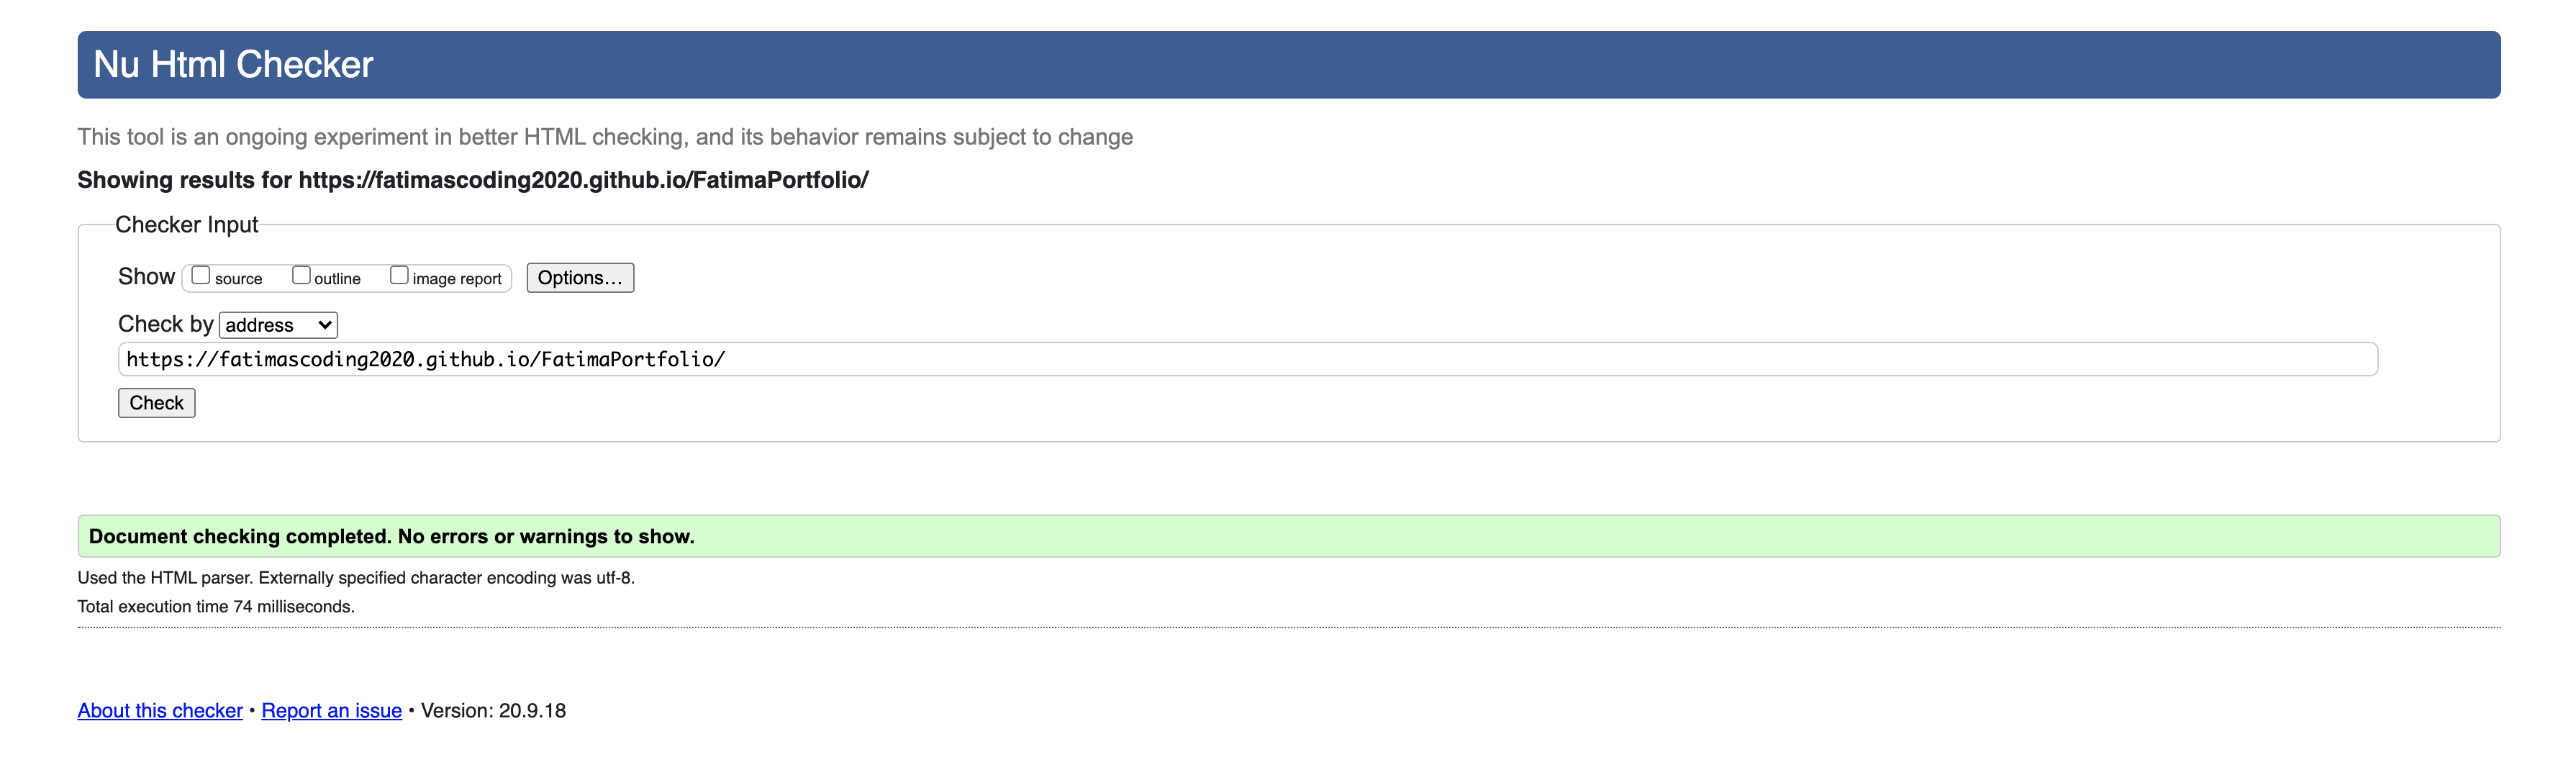 Nu Html Checker
This tool is an ongoing experiment in better HTML checking, and its behavior remains subject to change
Showing results for https://fatimascoding2020.github.io/FatimaPortfolio/
Checker Input
Show source outline image report Options...
Check by address
https://fatimascoding2020.github.io/FatimaPortfolio/
Check
Document checking completed. No errors or warnings to show.
Used the HTML parser. Externally specified character encoding was utf-8.
Total execution time 74 milliseconds.
About this checker • Report an issue • Version: 20.9.18